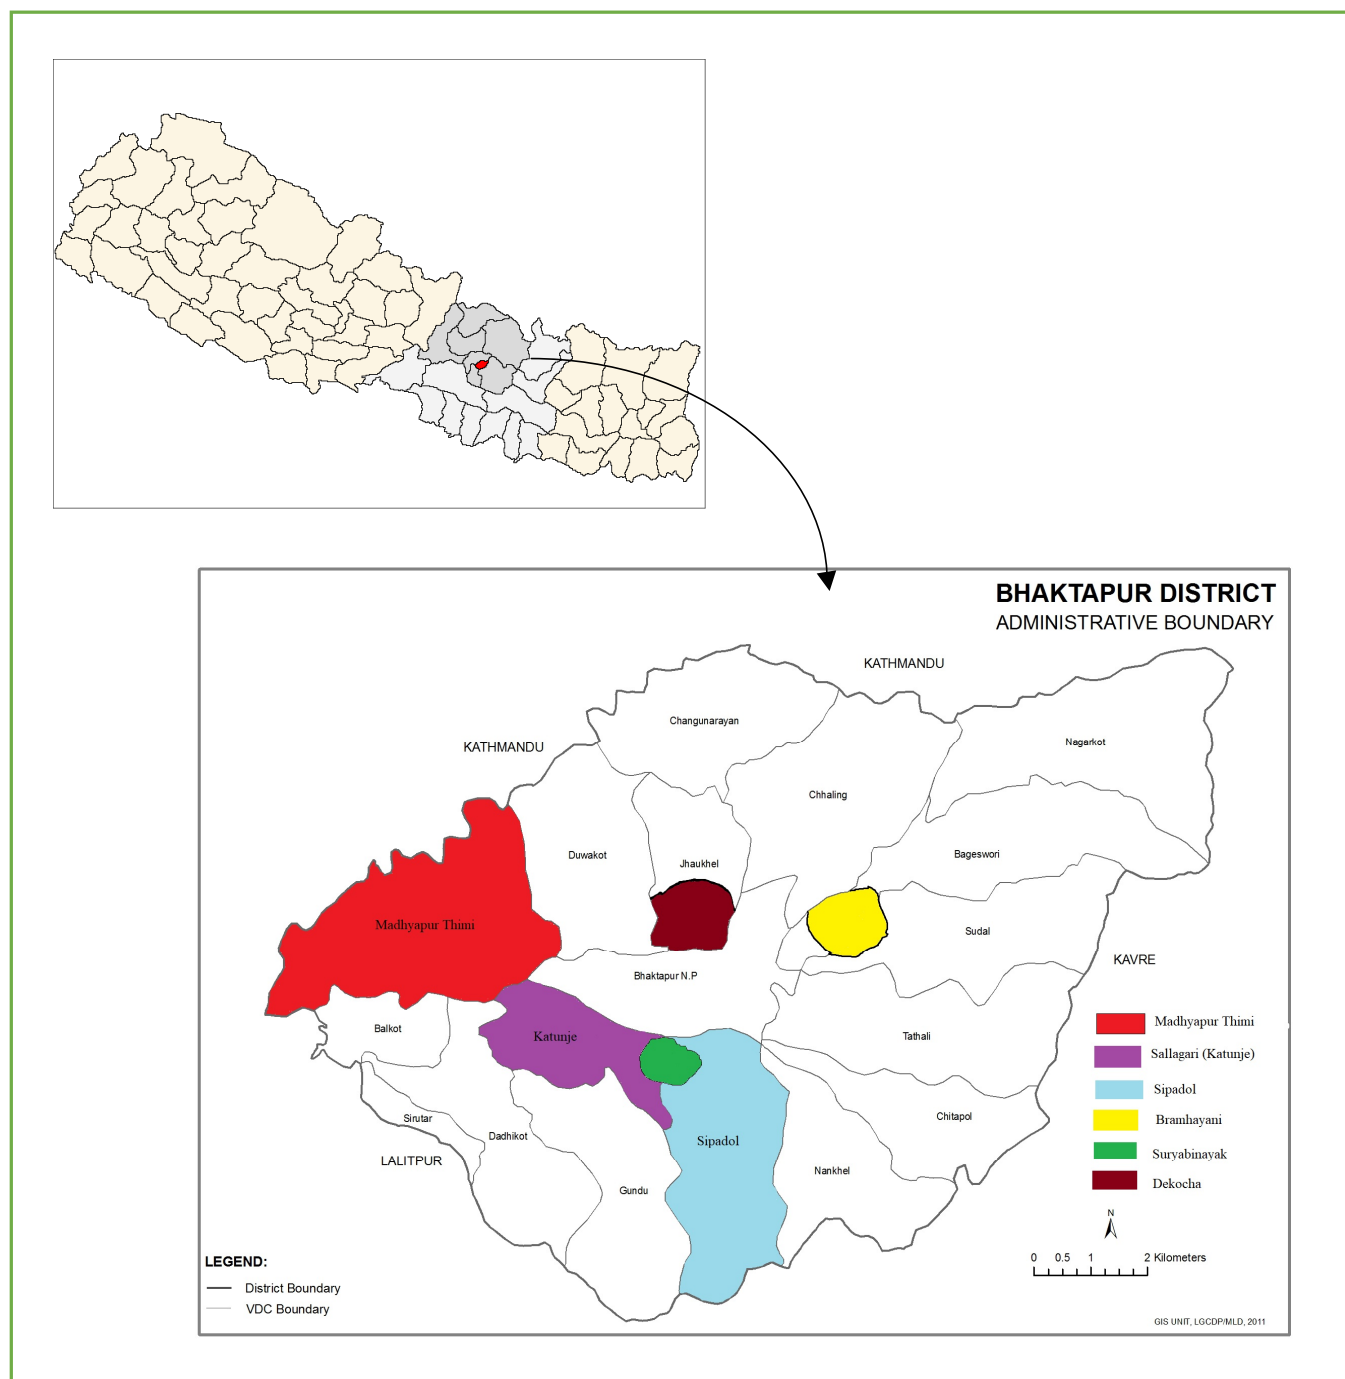 BHAKTAPUR DISTRICT
ADMINISTRATIVE BOUNDARY
KATHMANDU
Changunarayan
Nagarkot
KATHMANDU
Chhaling
Duwakot
Bageswori
Jhaukhel
Madhyapur Thimi
Sudal
KAVRE
Bhaktapur N.P
Madhyapur Thimi
Balkot
Katunje
Tathali
Sallagari (Katunje)
Sipadol
Sirutar
Chitapol
Bramhayani
Dadhikot
Sipadol
Suryabinayak
LALITPUR
Nankhel
Dekocha
Gundu
N
0 0.5 1 2 Kilometers
LEGEND:
District Boundary
VDC Boundary
GIS UNIT, LGCDP/MLD, 2011